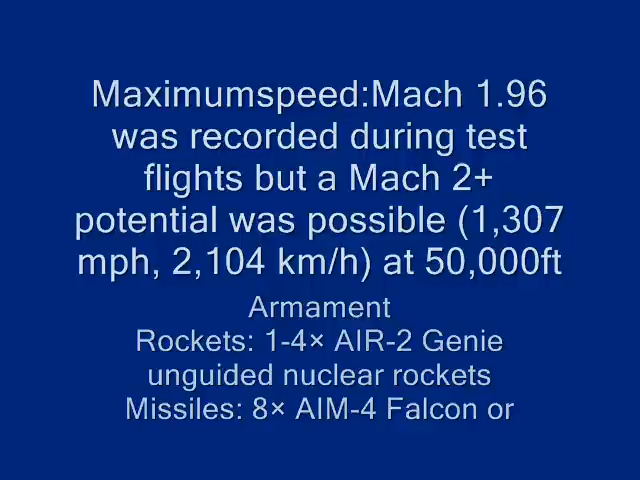 Maximumspeed:Mach 1.96
was recorded during test
flights but a Mach 2+
potential was possible (1,307
mph, 2,104 km/h) at 50,000ft
Armament
Rockets: 1-4× AIR-2 Genie
unguided nuclear rockets
Missiles: 8× AIM-4 Falcon or